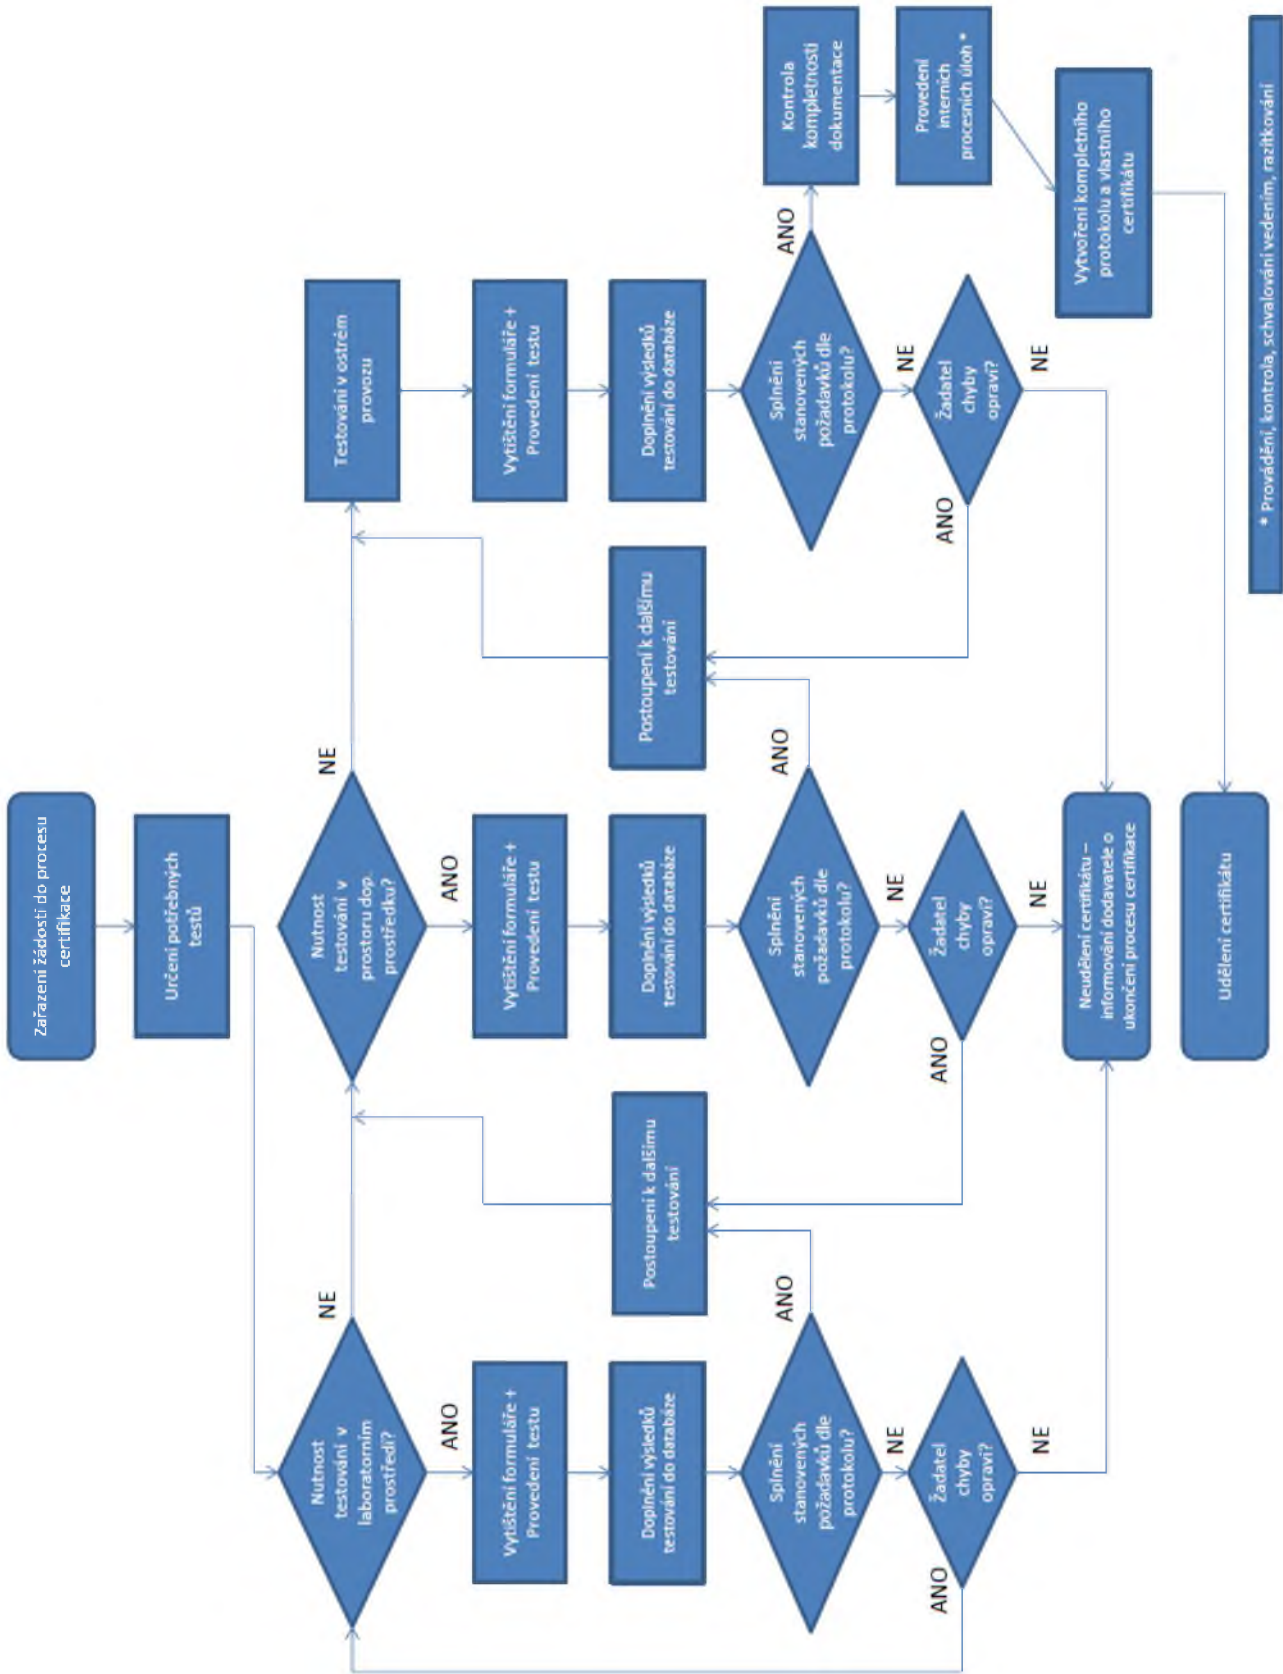 Zařazení žádosti do procesu
certifikace
Určení potřebných
testů
Nutnost
testování v
laboratorním
prostředí?
NE
ANO
Vytištění formuláře +
Provedení testu
Doplnění výsledků
testování do databáze
Splnění
stanovených
požadavků dle
protokolu?
ANO
NE
Žadatel
chyby
opraví?
ANO
NE
Postoupení k dalšímu
testování
Nutnost
testování v
prostoru dop.
prostředku?
NE
ANO
Vytištění formuláře +
Provedení testu
Doplnění výsledků
testování do databáze
Splnění
stanovených
požadavků dle
protokolu?
ANO
NE
Žadatel
chyby
opraví?
ANO
NE
Postoupení k dalšímu
testování
Testování v ostrém
provozu
Vytištění formuláře +
Provedení testu
Doplnění výsledků
testování do databáze
Splnění
stanovených
požadavků dle
protokolu?
ANO
NE
Žadatel
chyby
opraví?
ANO
NE
Kontrola
kompletnosti
dokumentace
Provedení
interních
procesních úloh *
Vytvoření kompletního
protokolu a vlastního
certifikátu
Neudělení certifikátu –
informování dodavatele o
ukončení procesu certifikace
Udělení certifikátu
* Provádění, kontrola, schvalování vedením, razítkování